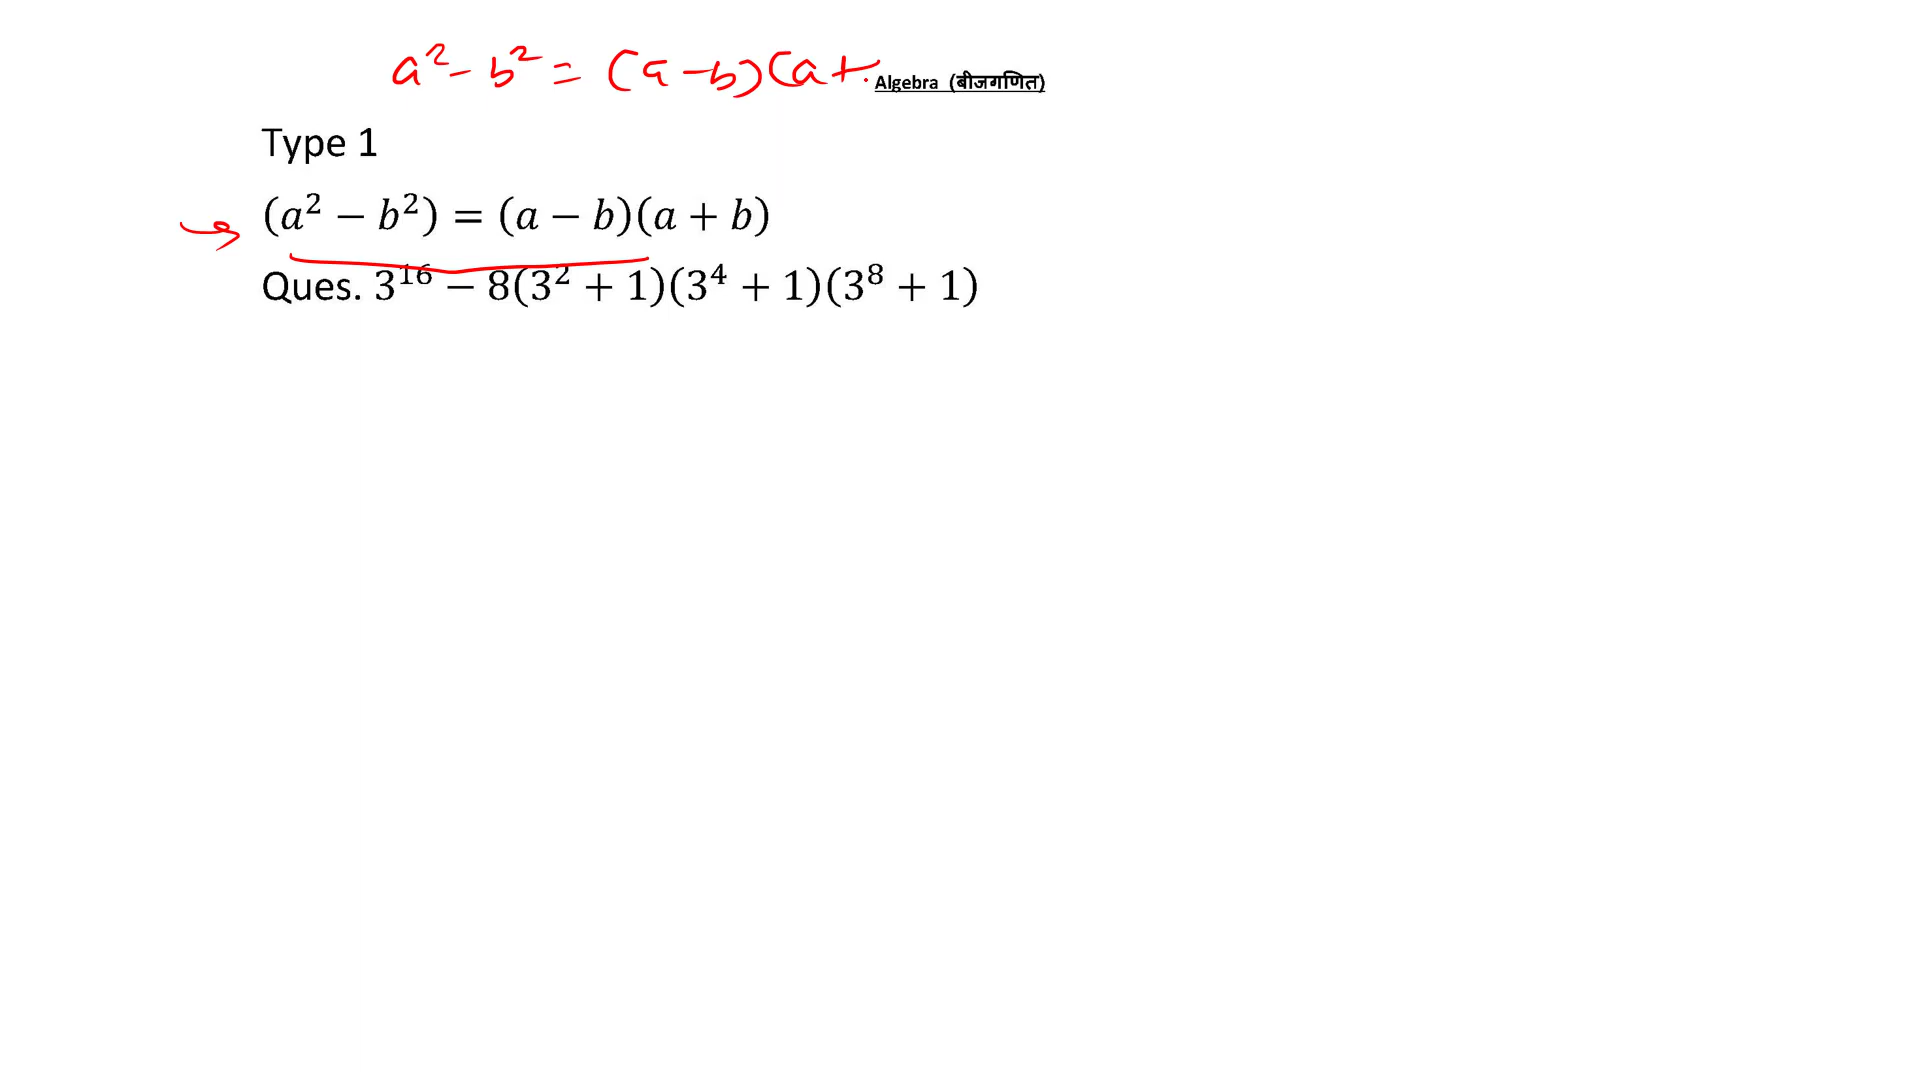 a² - b² = (a - b)(a +
Algebra (बीजगणित)
Type 1
(a² − b²) = (a − b)(a + b)
Ques. 3¹⁶ − 8(3² + 1)(3⁴ + 1)(3⁸ + 1)